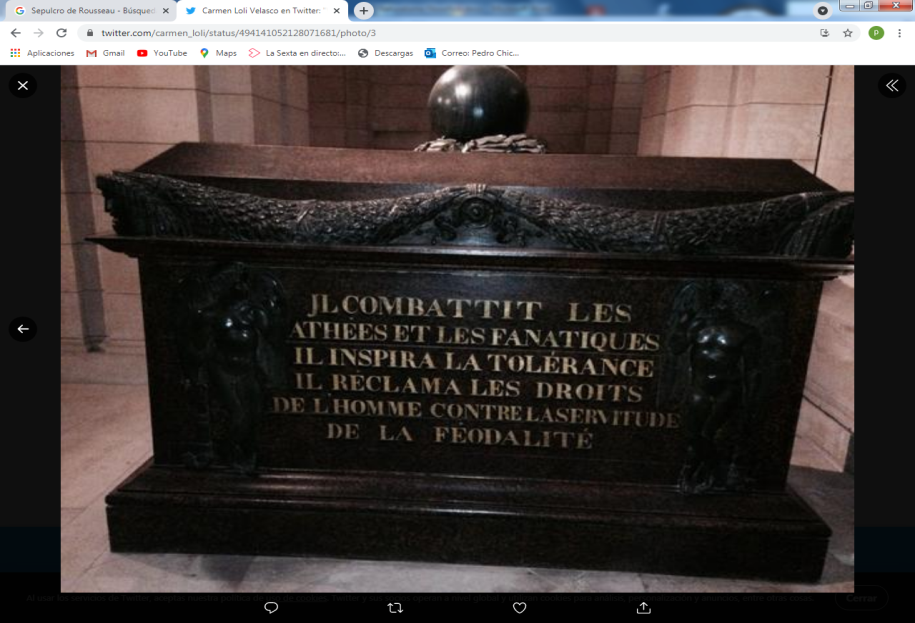 Sepulcro de Rousseau - Búsqued
Carmen Loli Velasco en Twitter:
twitter.com/carmen_loli/status/494141052128071681/photo/3
P
Aplicaciones
Gmail
YouTube
Maps
La Sexta en directo:...
Descargas
Correo: Pedro Chic...
JL COMBATTIT LES
ATHEES ET LES FANATIQUES
IL INSPIRA LA TOLÉRANCE
IL RÉCLAMA LES DROITS
DE L'HOMME CONTRE LA SERVITUDE
DE LA FÉODALITÉ
Cerrar